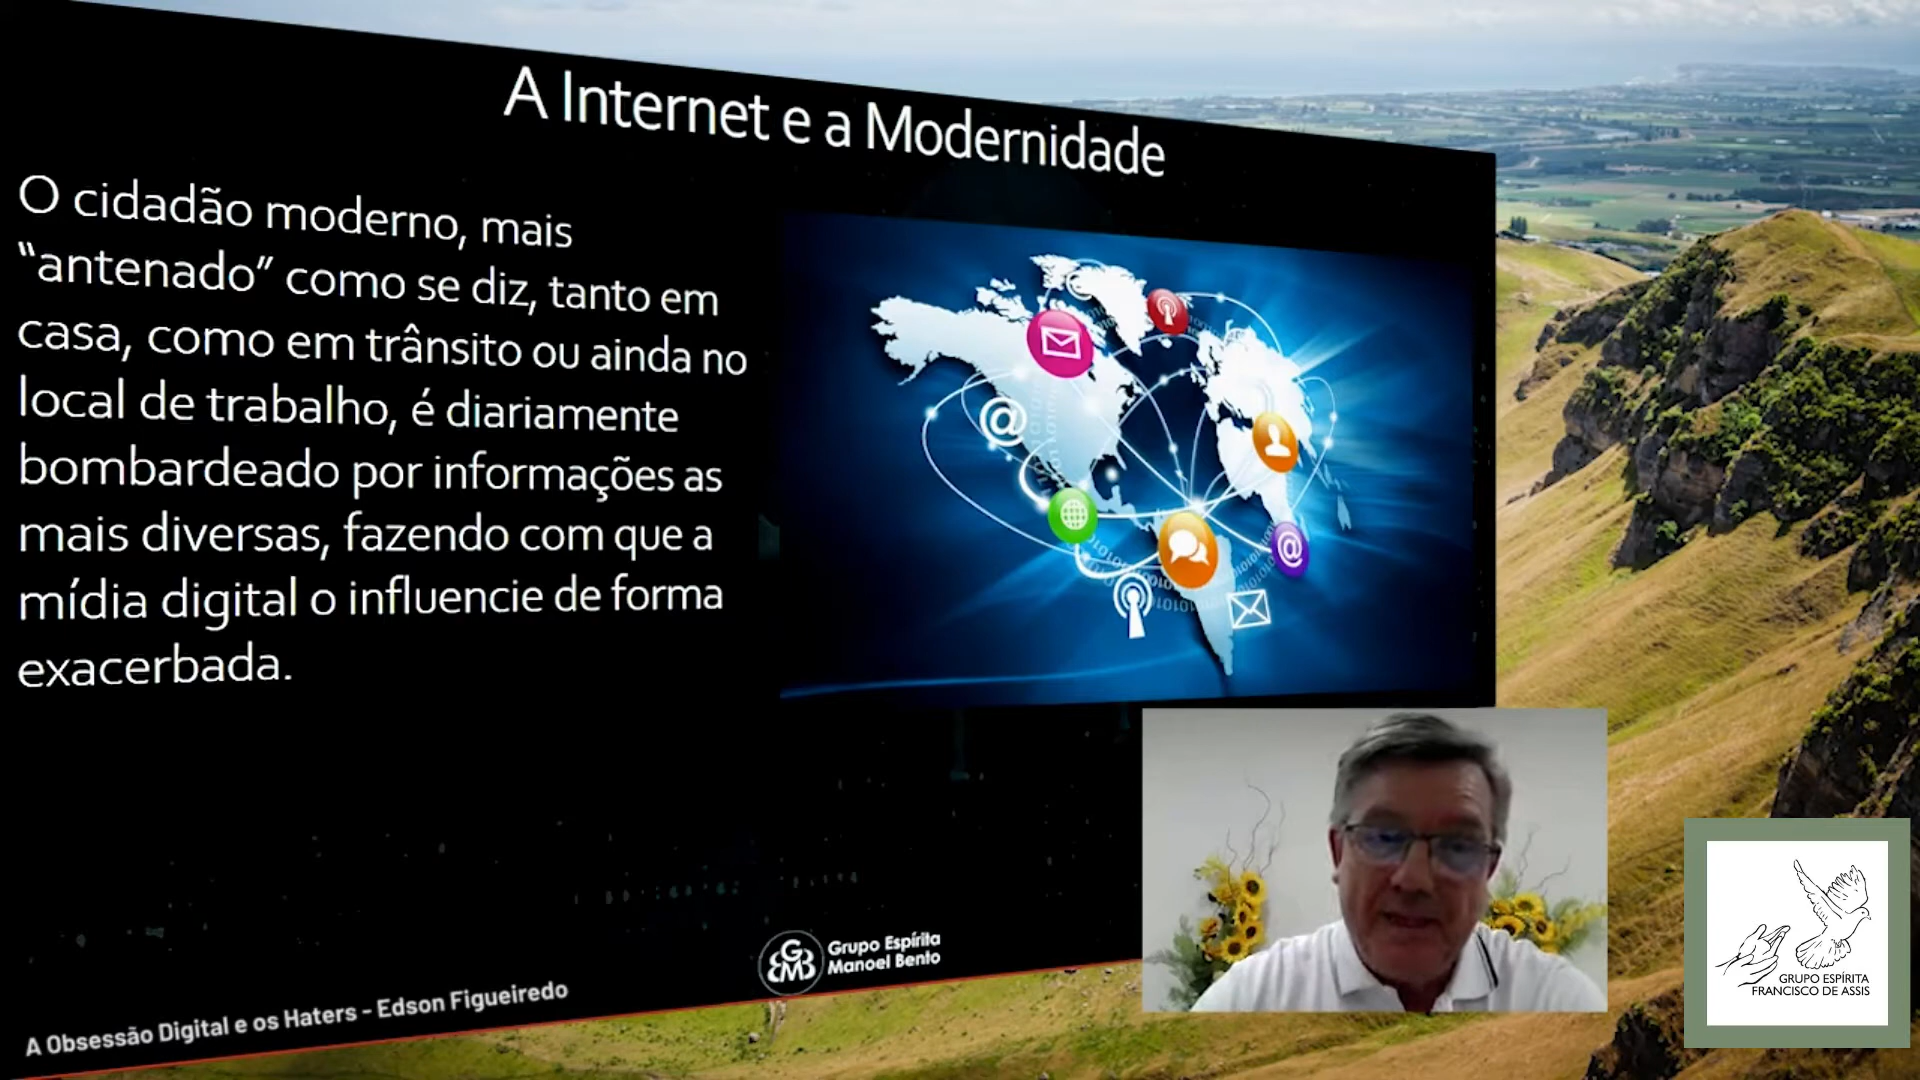 A Internet e a Modernidade
O cidadão moderno, mais
“antenado” como se diz, tanto em
casa, como em trânsito ou ainda no
local de trabalho, é diariamente
bombardeado por informações as
mais diversas, fazendo com que a
mídia digital o influencie de forma
exacerbada.
GEMB
Grupo Espírita
Manoel Bento
A Obsessão Digital e os Haters - Edson Figueiredo
GRUPO ESPÍRITA
FRANCISCO DE ASSIS